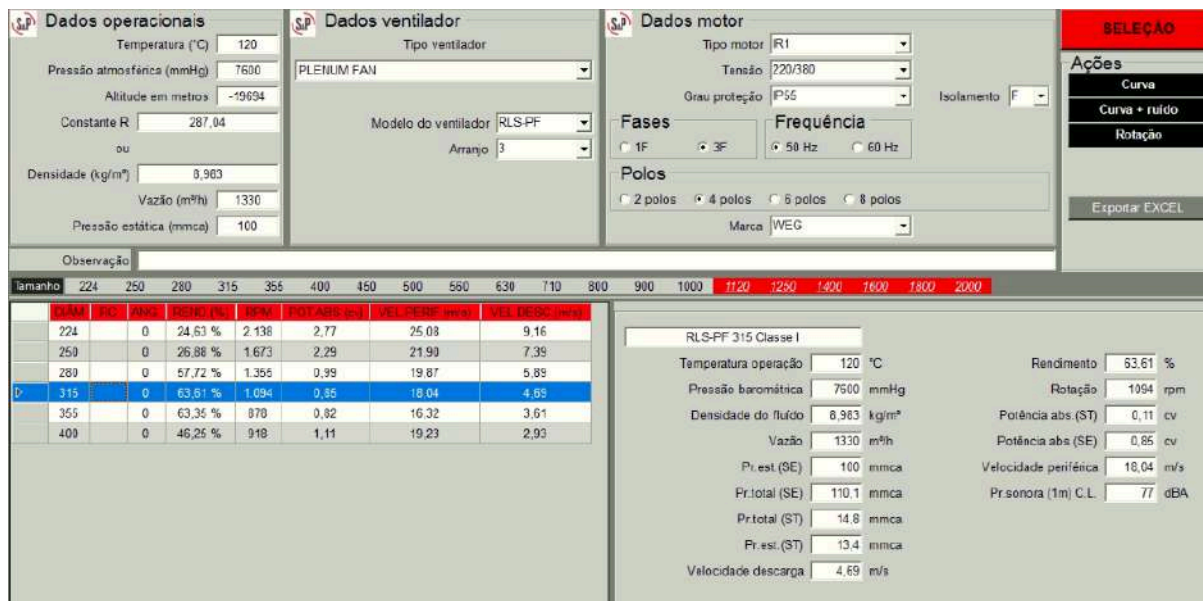 S&P Dados operacionais
Temperatura (°C) 120
Pressão atmosférica (mmHg) 7600
Altitude em metros -19694
Constante R 287,04
ou
Densidade (kg/m³) 8,983
Vazão (m³/h) 1330
Pressão estática (mmca) 100
S&P Dados ventilador
Tipo ventilador
PLENUM FAN
Modelo do ventilador RLS-PF
Arranjo 3
S&P Dados motor
Tipo motor IR1
Tensão 220/380
Grau proteção IP55 Isolamento F
Fases Frequência
1F 3F 50 Hz 60 Hz
Polos
2 polos 4 polos 6 polos 8 polos
Marca WEG
SELEÇÃO
Ações
Curva
Curva + ruído
Rotação
Exportar EXCEL
Observação
Tamanho 224 250 280 315 355 400 450 500 560 630 710 800 900 1000 1120 1250 1400 1600 1800 2000
DIÂM RC ANG REND.(%) RPM POT.ABS (cv) VEL.PERIF (m/s) VEL.DESC (m/s)
224 0 24,63 % 2.138 2,77 25,08 9,16
250 0 26,88 % 1.673 2,29 21,90 7,39
280 0 57,72 % 1.355 0,99 19,87 5,89
315 0 63,61 % 1.094 0,85 18,04 4,69
355 0 63,35 % 878 0,82 16,32 3,61
400 0 46,25 % 918 1,11 19,23 2,93
RLS-PF 315 Classe I
Temperatura operação 120 °C
Pressão barométrica 7600 mmHg
Densidade do fluído 8,983 kg/m³
Vazão 1330 m³/h
Pr.est.(SE) 100 mmca
Pr.total (SE) 110,1 mmca
Pr.total (ST) 14,8 mmca
Pr.est.(ST) 13,4 mmca
Velocidade descarga 4,69 m/s
Rendimento 63,61 %
Rotação 1094 rpm
Potência abs.(ST) 0,11 cv
Potência abs.(SE) 0,85 cv
Velocidade periférica 18,04 m/s
Pr.sonora (1m) C.L. 77 dBA